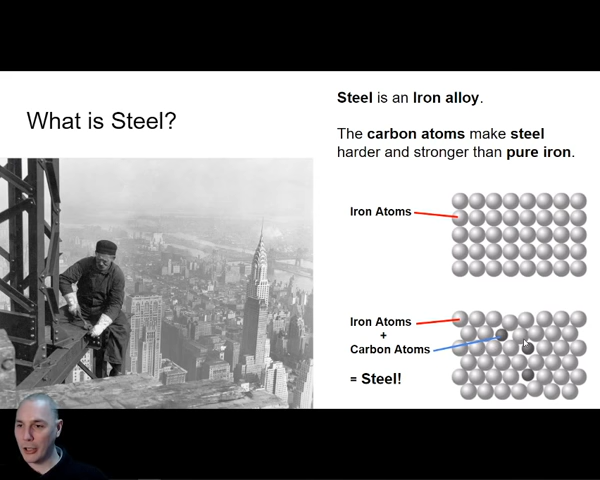 What is Steel?
Steel is an Iron alloy.
The carbon atoms make steel
harder and stronger than pure iron.
Iron Atoms
Iron Atoms
+
Carbon Atoms
= Steel!